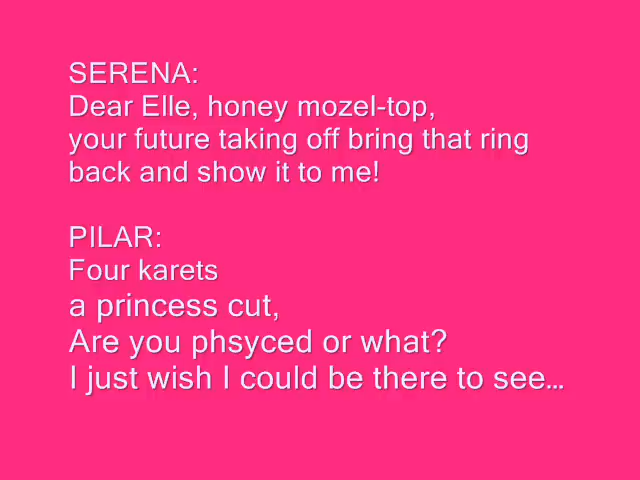 SERENA:
Dear Elle, honey mozel-top,
your future taking off bring that ring
back and show it to me!
PILAR:
Four karets
a princess cut,
Are you phsyced or what?
I just wish I could be there to see...